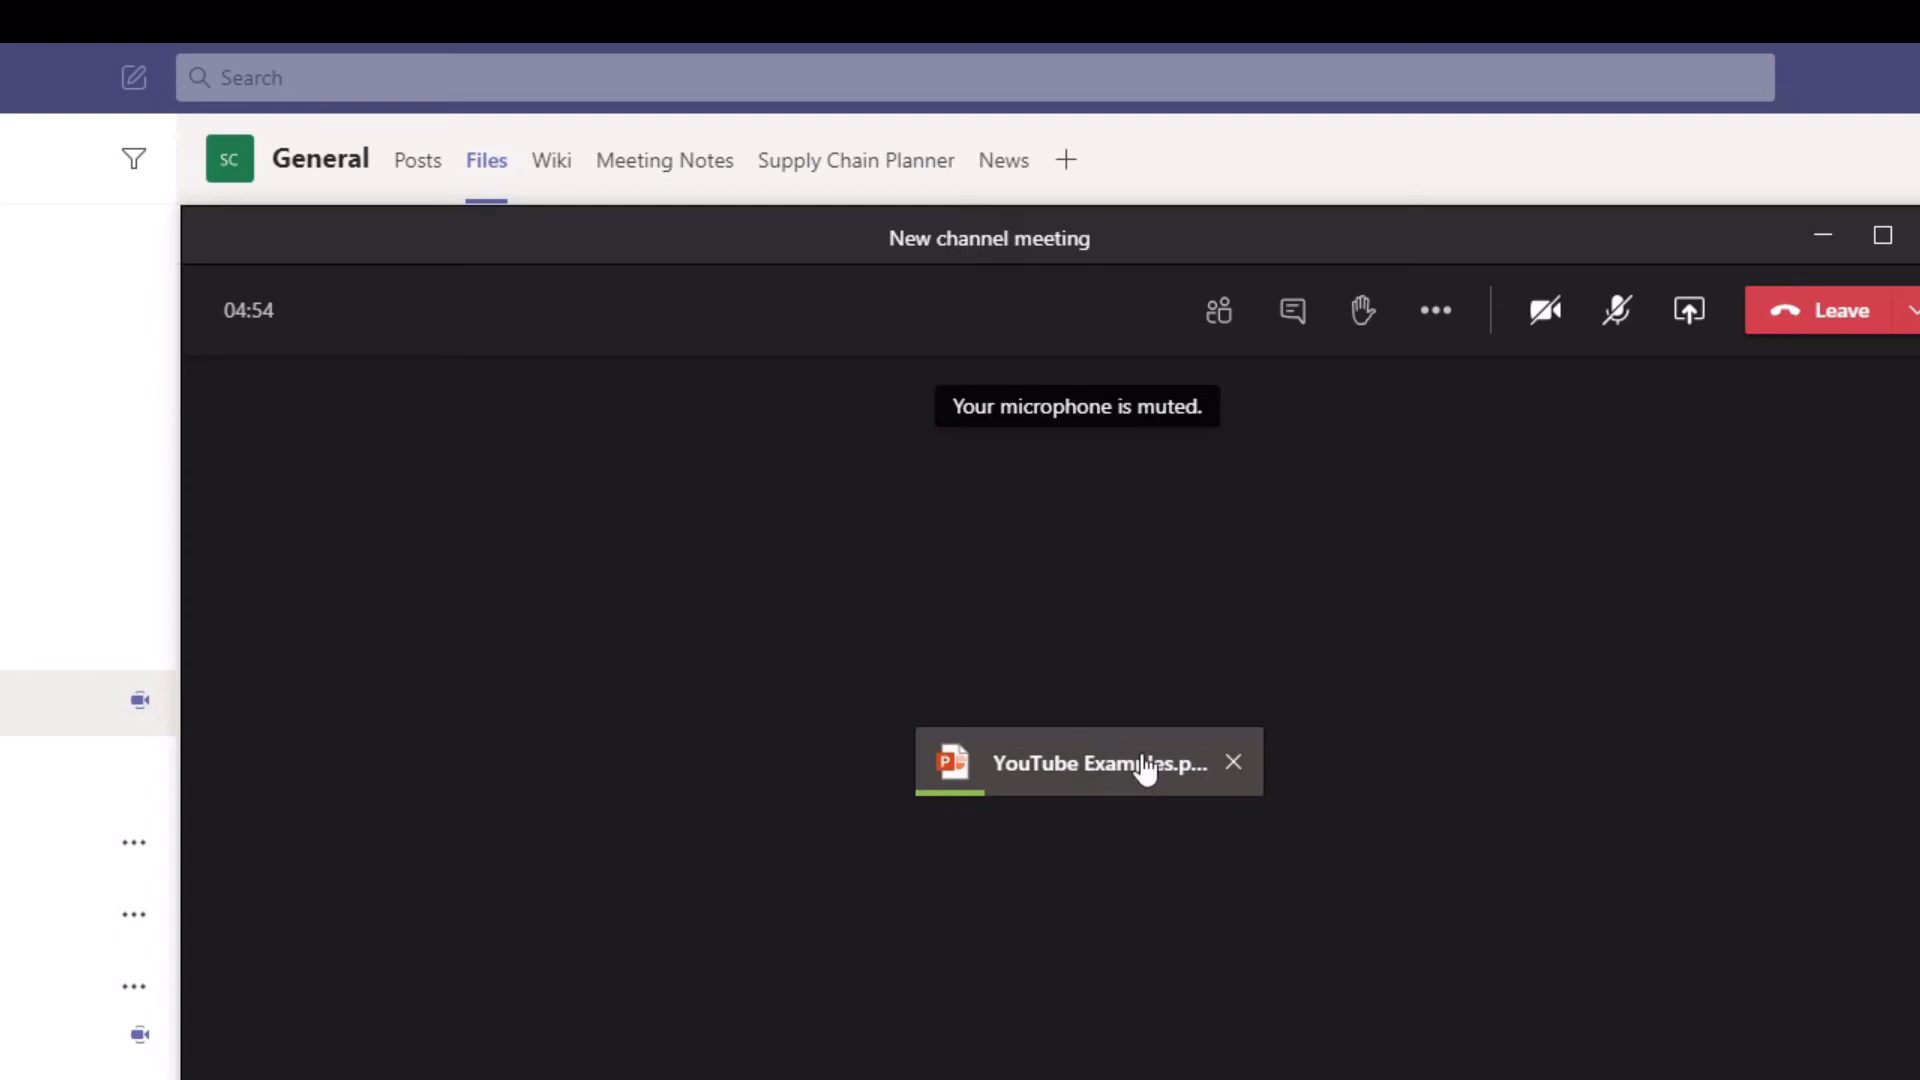 Search
SC General Posts Files Wiki Meeting Notes Supply Chain Planner News
New channel meeting
04:54 Leave
Your microphone is muted.
P YouTube Examples.p...